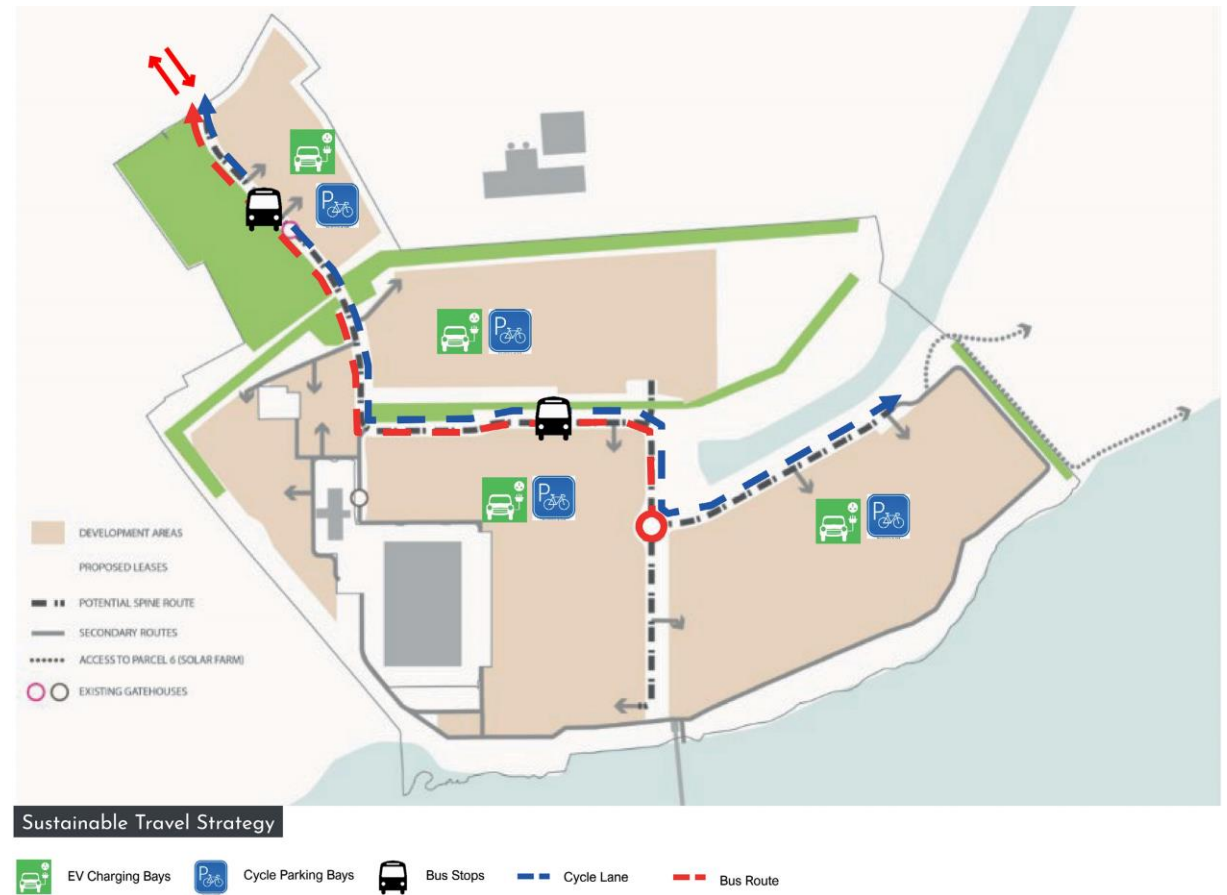 DEVELOPMENT AREAS
PROPOSED LEASES
POTENTIAL SPINE ROUTE
SECONDARY ROUTES
ACCESS TO PARCEL 6 (SOLAR FARM)
EXISTING GATEHOUSES
P
P
P
P
Sustainable Travel Strategy
EV Charging Bays P Cycle Parking Bays Bus Stops Cycle Lane Bus Route